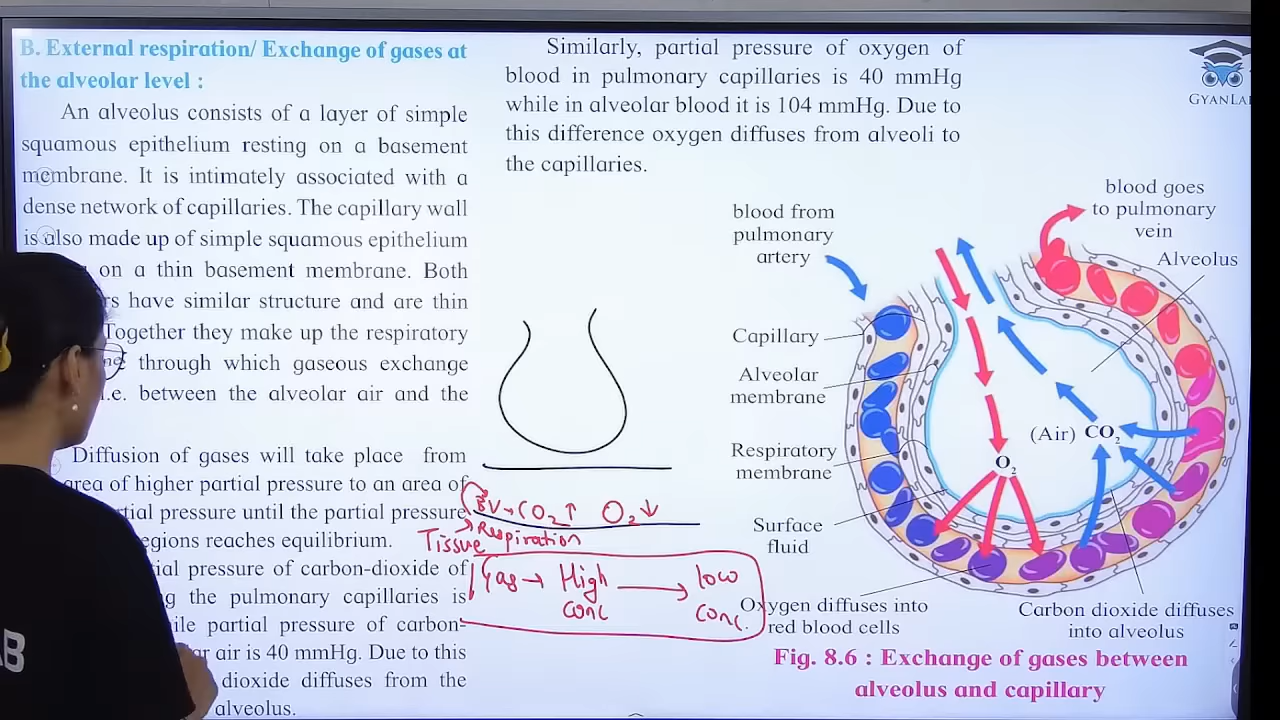 B. External respiration/ Exchange of gases at
the alveolar level :
An alveolus consists of a layer of simple
squamous epithelium resting on a basement
membrane. It is intimately associated with a
dense network of capillaries. The capillary wall
is also made up of simple squamous epithelium
on a thin basement membrane. Both
have similar structure and are thin
Together they make up the respiratory
through which gaseous exchange
i.e. between the alveolar air and the
Diffusion of gases will take place from
area of higher partial pressure to an area of
pressure until the partial pressure
regions reaches equilibrium.
pressure of carbon-dioxide of
the pulmonary capillaries is
partial pressure of carbon-
air is 40 mmHg. Due to this
dioxide diffuses from the
alveolus.
Similarly, partial pressure of oxygen of
blood in pulmonary capillaries is 40 mmHg
while in alveolar blood it is 104 mmHg. Due to
this difference oxygen diffuses from alveoli to
the capillaries.
BV → CO₂ ↑ O₂ ↓
→ Respiration
Tissue
Gas → High → low
conc conc.
GYANLA
blood from
pulmonary
artery
blood goes
to pulmonary
vein
Alveolus
Capillary
Alveolar
membrane
Respiratory
membrane
Surface
fluid
(Air) CO₂
O₂
Oxygen diffuses into
red blood cells
Carbon dioxide diffuses
into alveolus
Fig. 8.6 : Exchange of gases between
alveolus and capillary